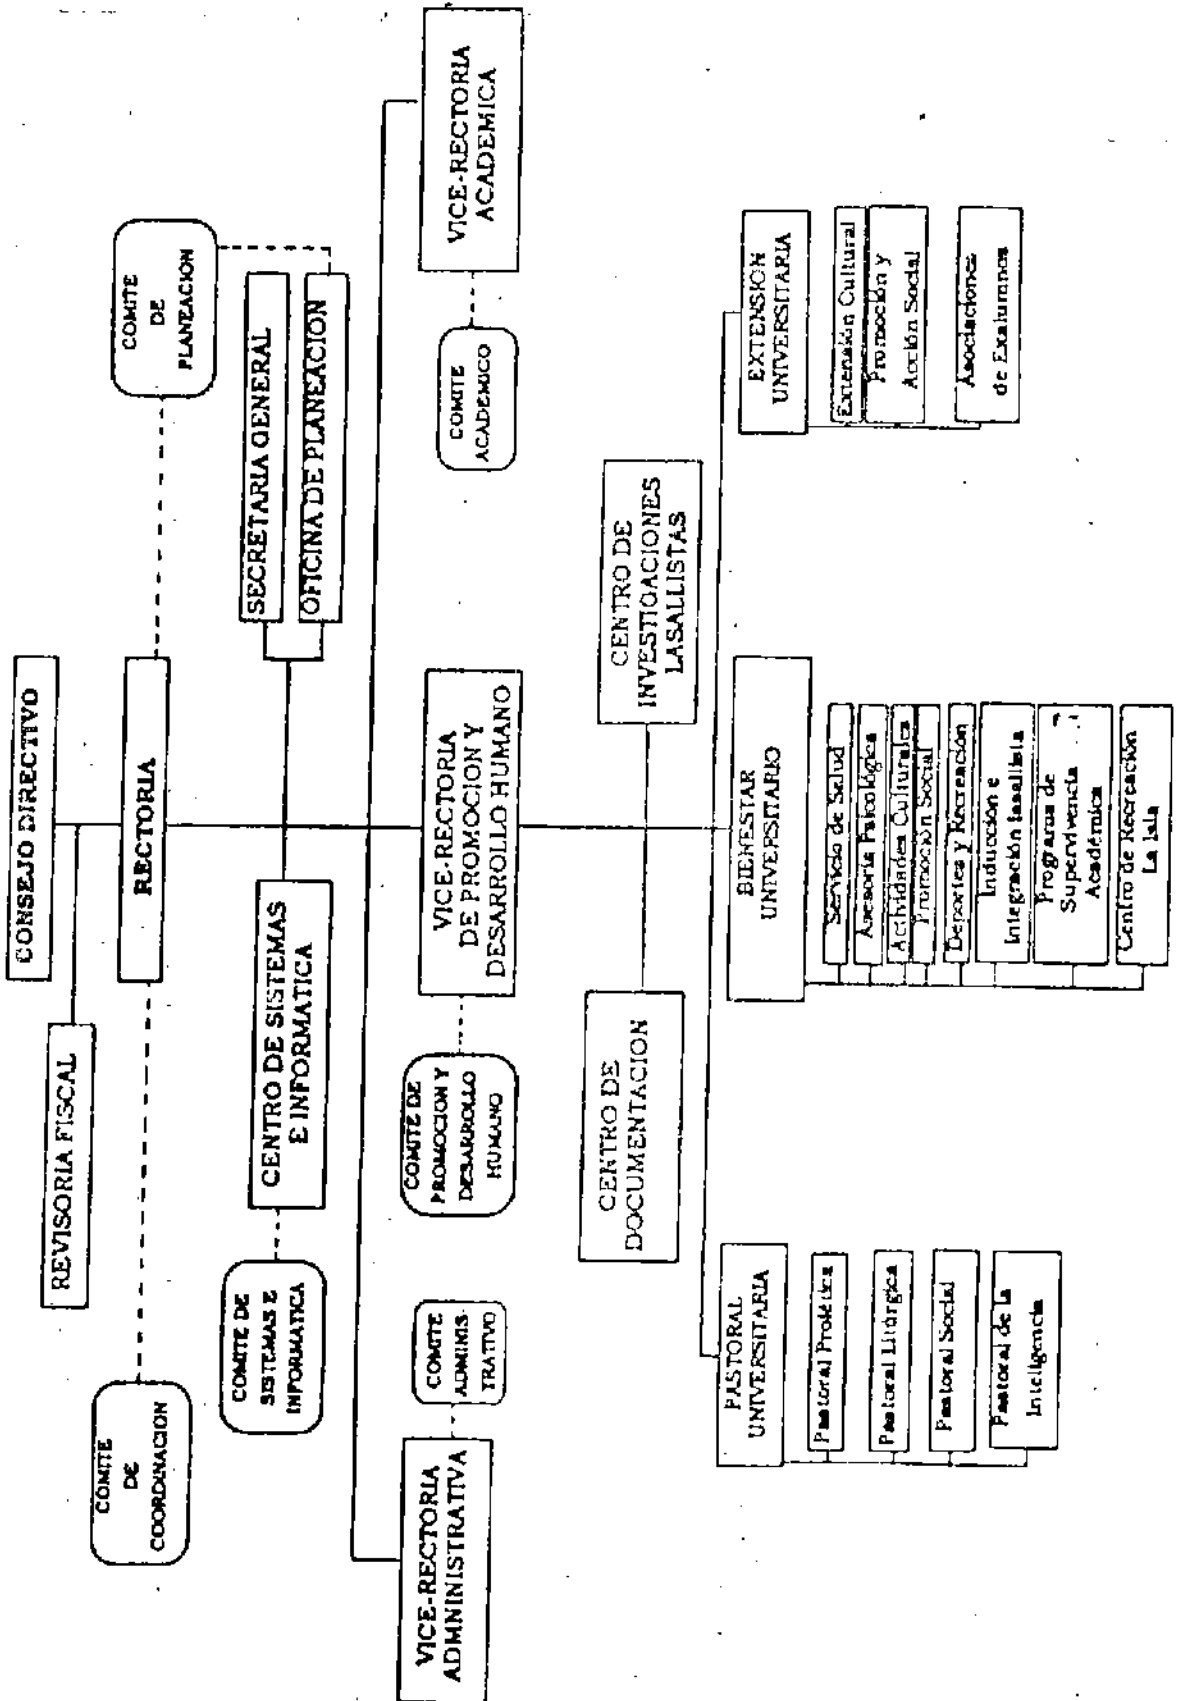 CONSEJO DIRECTIVO
REVISORIA FISCAL
RECTORIA
COMITE
DE
COORDINACION
COMITE
DE
PLANEACION
SECRETARIA GENERAL
OFICINA DE PLANEACION
CENTRO DE SISTEMAS
E INFORMATICA
COMITE DE
SISTEMAS E
INFORMATICA
VICE-RECTORIA
ADMNINISTRATIVA
COMITE
ADMINIS-
TRATIVO
COMITE DE
PROMOCION Y
DESARROLLO
HUMANO
VICE-RECTORIA
DE PROMOCION Y
DESARROLLO HUMANO
COMITE
ACADEMICO
VICE-RECTORIA
ACADEMICA
CENTRO DE
DOCUMENTACION
CENTRO DE
INVESTIGACIONES
LASALLISTAS
PASTORAL
UNIVERSITARIA
Pastoral Profética
Pastoral Litúrgica
Pastoral Social
Pastoral de la
Inteligencia
BIENESTAR
UNIVERSITARIO
Servicio de Salud
Asesoría Psicológica
Actividades Culturales
Promoción Social
Deportes y Recreación
Inducción e
Integración lasallista
Programa de
Supervivencia
Académica
Centro de Recreación
La Isla
EXTENSION
UNIVERSITARIA
Extensión Cultural
Promoción y
Acción Social
Asociaciones
de Exalumnos